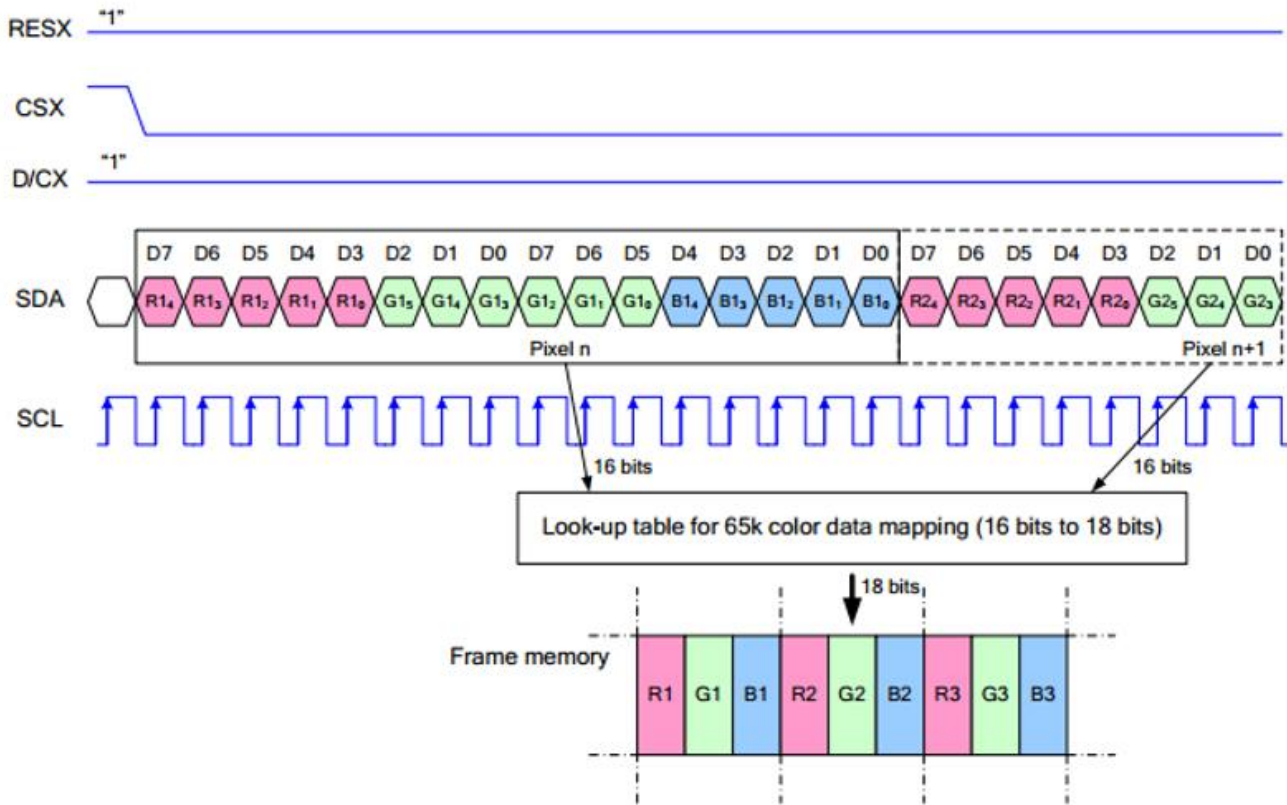 RESX “1”
CSX
D/CX “1”
D7 D6 D5 D4 D3 D2 D1 D0 D7 D6 D5 D4 D3 D2 D1 D0 D7 D6 D5 D4 D3 D2 D1 D0
SDA R1₄ R1₃ R1₂ R1₁ R1₀ G1₅ G1₄ G1₃ G1₂ G1₁ G1₀ B1₄ B1₃ B1₂ B1₁ B1₀ R2₄ R2₃ R2₂ R2₁ R2₀ G2₅ G2₄ G2₃
Pixel n Pixel n+1
SCL
16 bits 16 bits
Look-up table for 65k color data mapping (16 bits to 18 bits)
18 bits
Frame memory
R1 G1 B1 R2 G2 B2 R3 G3 B3